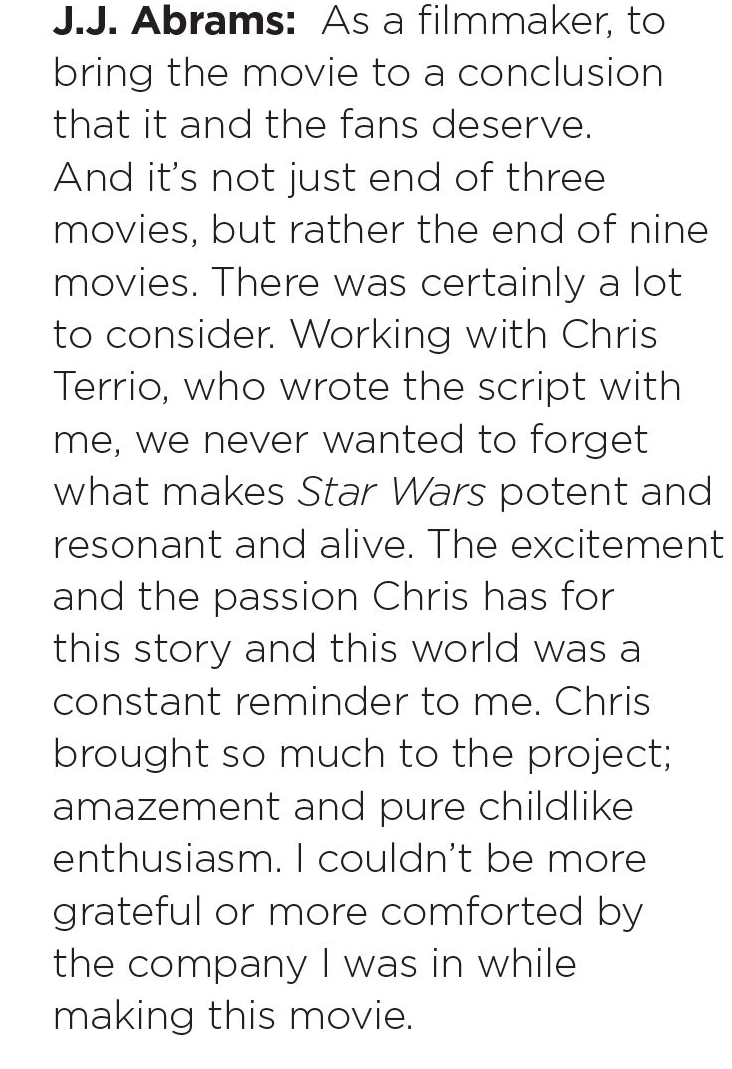 J.J. Abrams: As a filmmaker, to
bring the movie to a conclusion
that it and the fans deserve.
And it’s not just end of three
movies, but rather the end of nine
movies. There was certainly a lot
to consider. Working with Chris
Terrio, who wrote the script with
me, we never wanted to forget
what makes Star Wars potent and
resonant and alive. The excitement
and the passion Chris has for
this story and this world was a
constant reminder to me. Chris
brought so much to the project;
amazement and pure childlike
enthusiasm. I couldn’t be more
grateful or more comforted by
the company I was in while
making this movie.